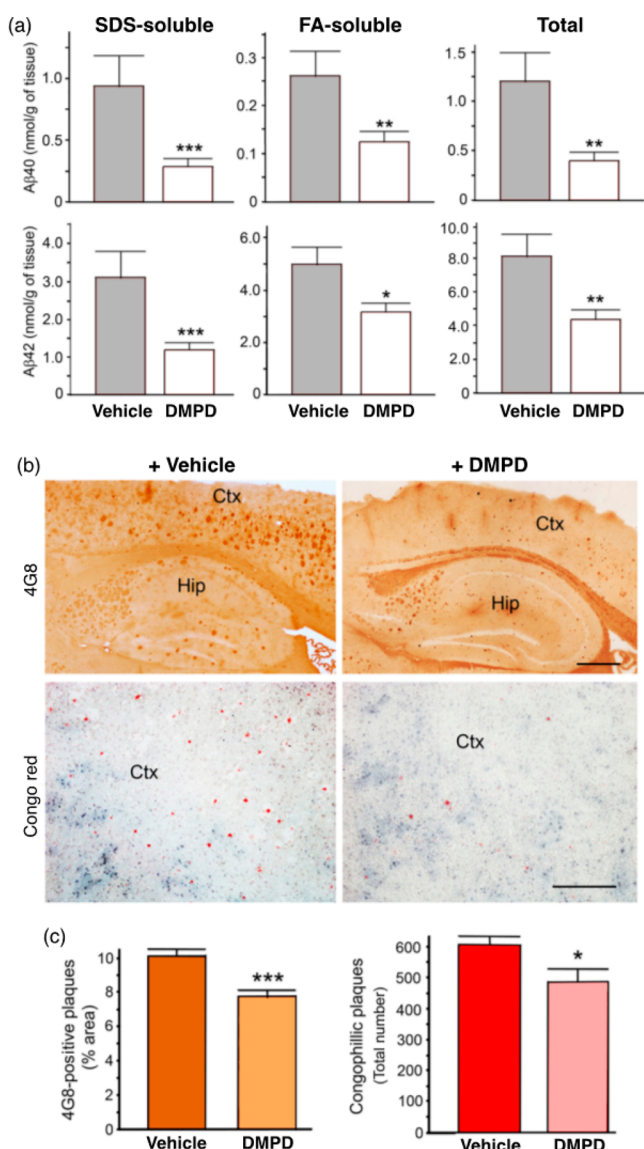 (a)
SDS-soluble FA-soluble Total
Aβ40 (nmol/g of tissue)
1.0
0.5
0
***
0.3
0.2
0.1
0
**
1.5
1.0
0.5
0
**
Aβ42 (nmol/g of tissue)
4.0
3.0
2.0
1.0
0
***
6.0
4.0
2.0
0
*
10.0
8.0
6.0
4.0
2.0
0
**
Vehicle DMPD Vehicle DMPD Vehicle DMPD
(b)
+ Vehicle + DMPD
4G8
Ctx
Hip
Ctx
Hip
Congo red
Ctx
Ctx
(c)
4G8-positive plaques
(% area)
10
8
6
4
2
0
***
Vehicle DMPD
Congophillic plaques
(Total number)
600
500
400
300
200
100
0
*
Vehicle DMPD